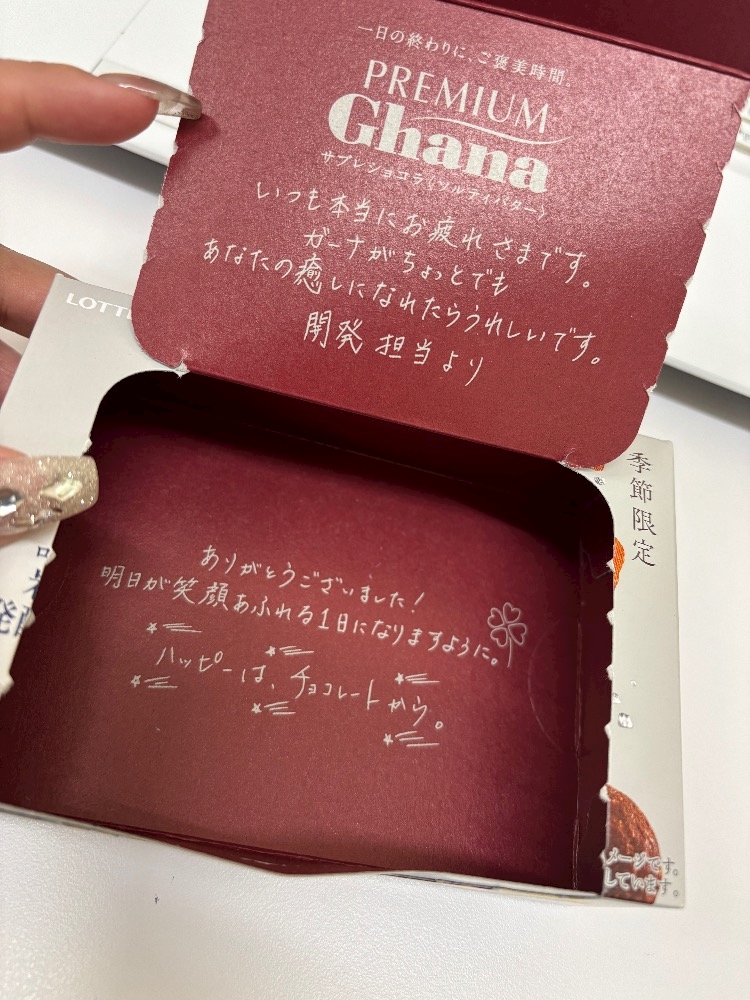 一日の終わりに、ご褒美時間。
PREMIUM
Ghana
サブレショコラ〈ソルティバター〉
いつも本当にお疲れさまです。
ガーナがちょっとでも
あなたの癒しになれたらうれしいです。
開発担当より
LOTTE
季節限定
ありがとうございました!
明日が笑顔あふれる1日になりますように。
ハッピーは、チョコレートから。
メージです。
しています。